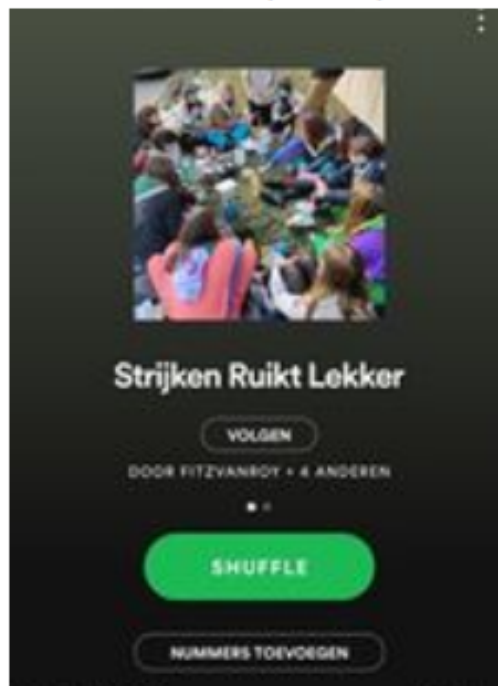 Strijken Ruikt Lekker
VOLGEN
DOOR FITZVANROY • 4 ANDEREN
SHUFFLE
NUMMERS TOEVOEGEN